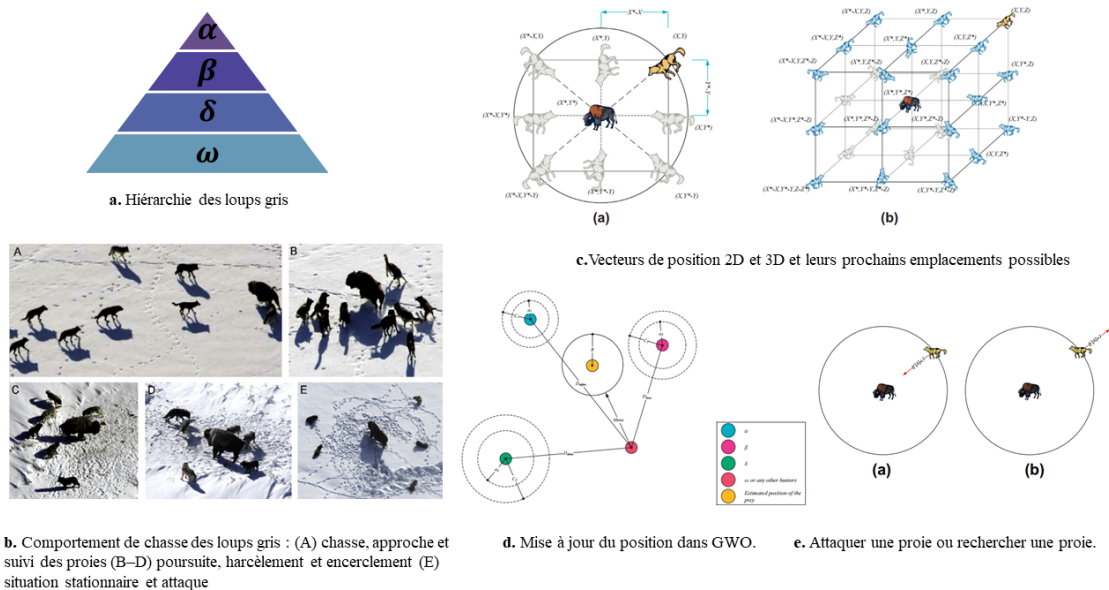 α
β
δ
ω
a. Hiérarchie des loups gris
A
B
C
D
E
b. Comportement de chasse des loups gris : (A) chasse, approche et
suivi des proies (B–D) poursuite, harcèlement et encerclement (E)
situation stationnaire et attaque
X*-X
(X*-X,Y)
(X*,Y)
(X,Y)
Y*-Y
(X*,Y*)
(X*-X,Y*)
(X,Y*)
(X*-X,Y*-Y)
(X*,Y*-Y)
(X,Y*-Y)
(a)
(X*-X,Y,Z)
(X*,Y,Z)
(X,Y,Z)
(X*-X,Y,Z*)
(X*,Y,Z*)
(X,Y,Z*)
(X*-X,Y,Z*-Z)
(X*,Y*,Z*)
(X,Y*,Z)
(X,Y*-Y,Z)
(X,Y*-Y,Z*)
(b)
c.Vecteurs de position 2D et 3D et leurs prochains emplacements possibles
R
Move
α
β
δ
ω or any other hunters
Estimated position of the
prey
d. Mise à jour du position dans GWO.
(a)
(b)
e. Attaquer une proie ou rechercher une proie.